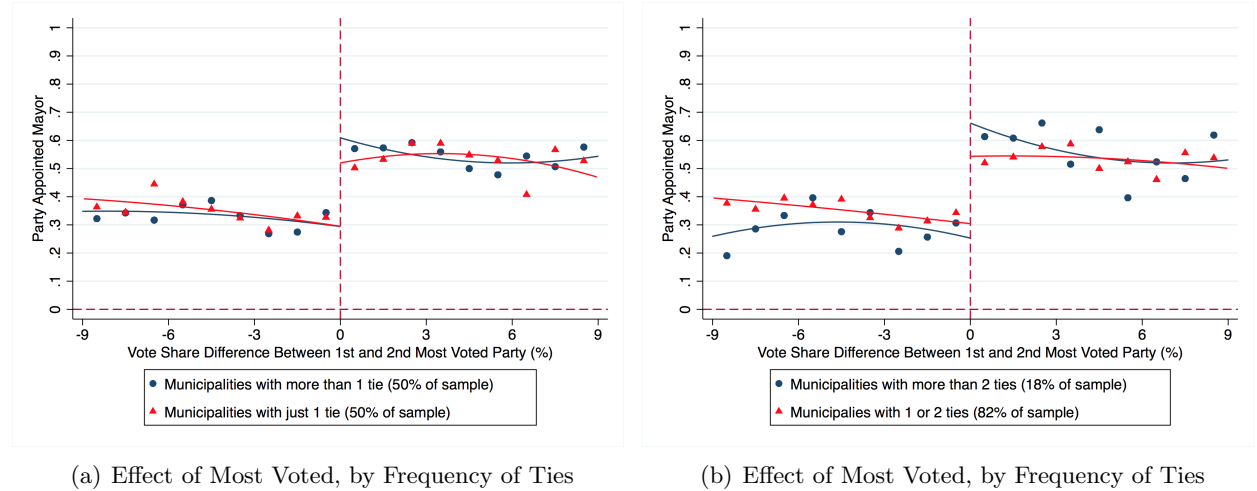 Party Appointed Mayor
1
.9
.8
.7
.6
.5
.4
.3
.2
.1
0
-9 -6 -3 0 3 6 9
Vote Share Difference Between 1st and 2nd Most Voted Party (%)
Municipalities with more than 1 tie (50% of sample)
Municipalities with just 1 tie (50% of sample)
(a) Effect of Most Voted, by Frequency of Ties
Party Appointed Mayor
1
.9
.8
.7
.6
.5
.4
.3
.2
.1
0
-9 -6 -3 0 3 6 9
Vote Share Difference Between 1st and 2nd Most Voted Party (%)
Municipalities with more than 2 ties (18% of sample)
Municipalies with 1 or 2 ties (82% of sample)
(b) Effect of Most Voted, by Frequency of Ties